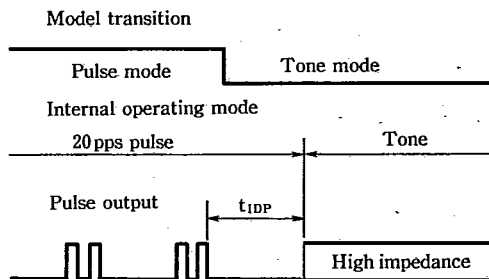 Model transition
Pulse mode
Tone mode
Internal operating mode
20 pps pulse
Tone
Pulse output
tIDP
High impedance